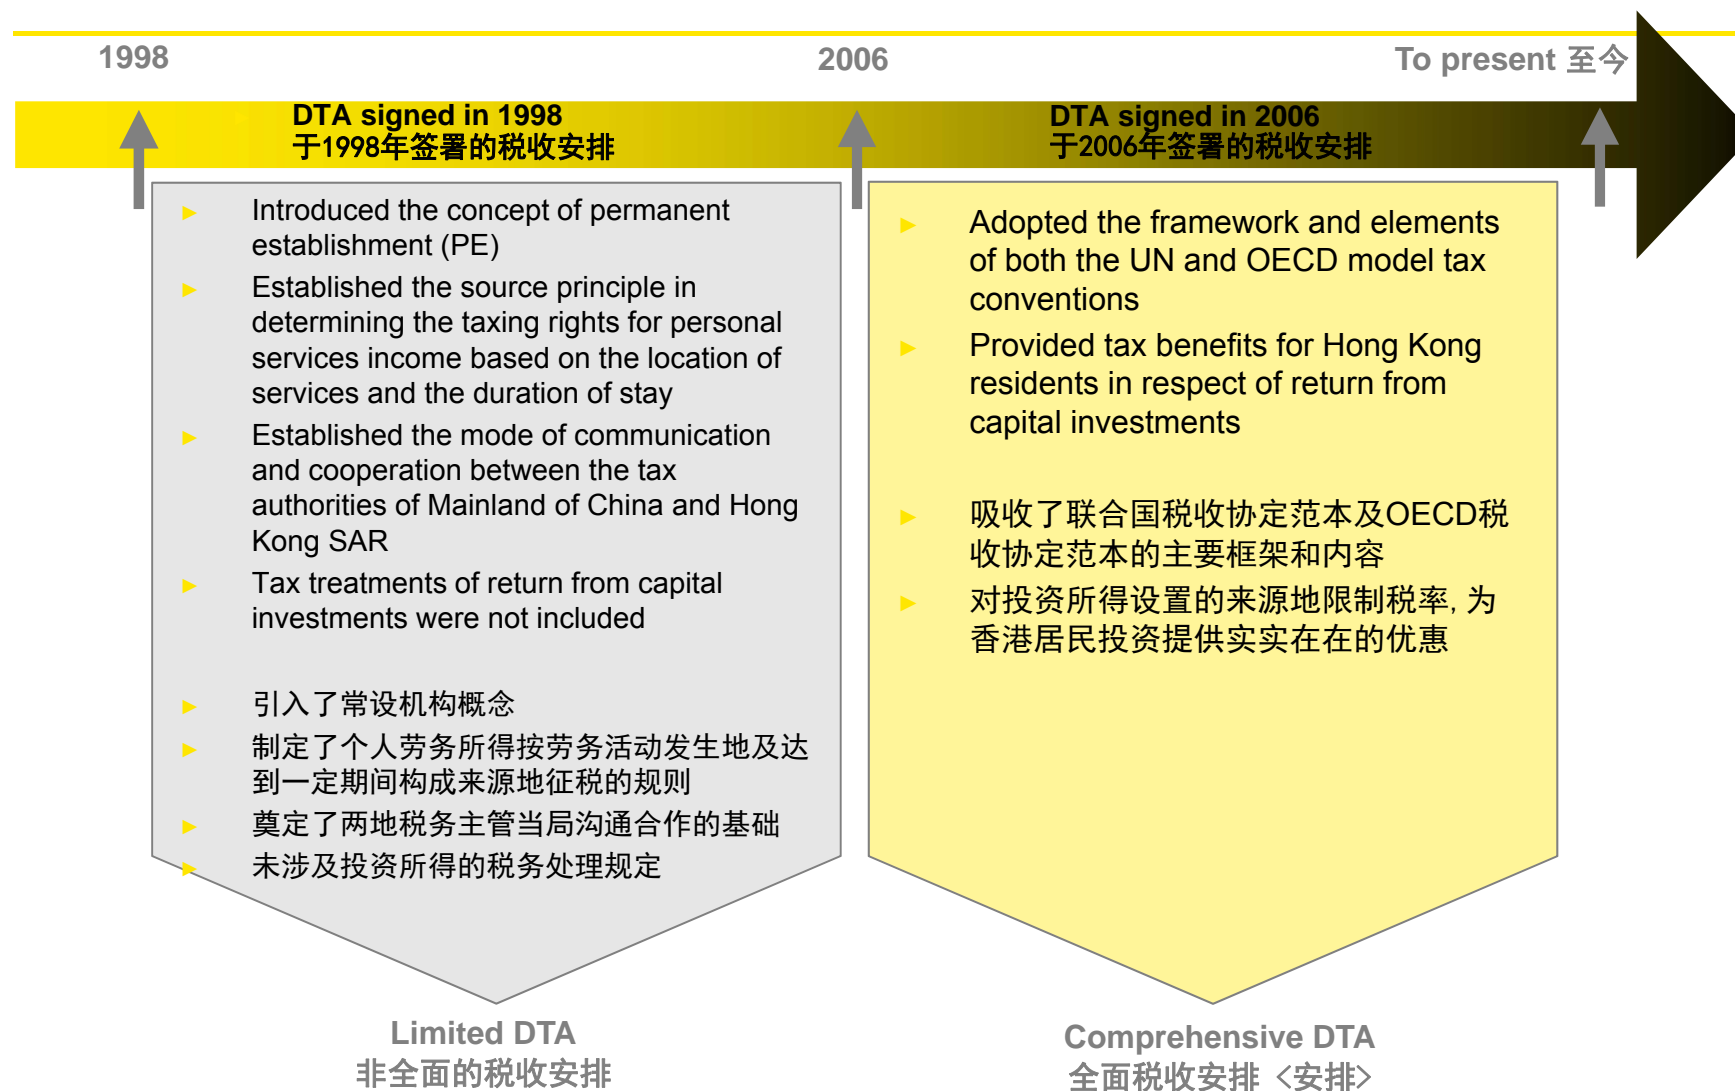 1998
2006
To present 至今
DTA signed in 1998
于1998年签署的税收安排
DTA signed in 2006
于2006年签署的税收安排
► Introduced the concept of permanent
establishment (PE)
► Established the source principle in
determining the taxing rights for personal
services income based on the location of
services and the duration of stay
► Established the mode of communication
and cooperation between the tax
authorities of Mainland of China and Hong
Kong SAR
► Tax treatments of return from capital
investments were not included
► 引入了常设机构概念
► 制定了个人劳务所得按劳务活动发生地及达
到一定期间构成来源地征税的规则
► 奠定了两地税务主管当局沟通合作的基础
► 未涉及投资所得的税务处理规定
Limited DTA
非全面的税收安排
► Adopted the framework and elements
of both the UN and OECD model tax
conventions
► Provided tax benefits for Hong Kong
residents in respect of return from
capital investments
► 吸收了联合国税收协定范本及OECD税
收协定范本的主要框架和内容
► 对投资所得设置的来源地限制税率, 为
香港居民投资提供实实在在的优惠
Comprehensive DTA
全面税收安排 <安排>